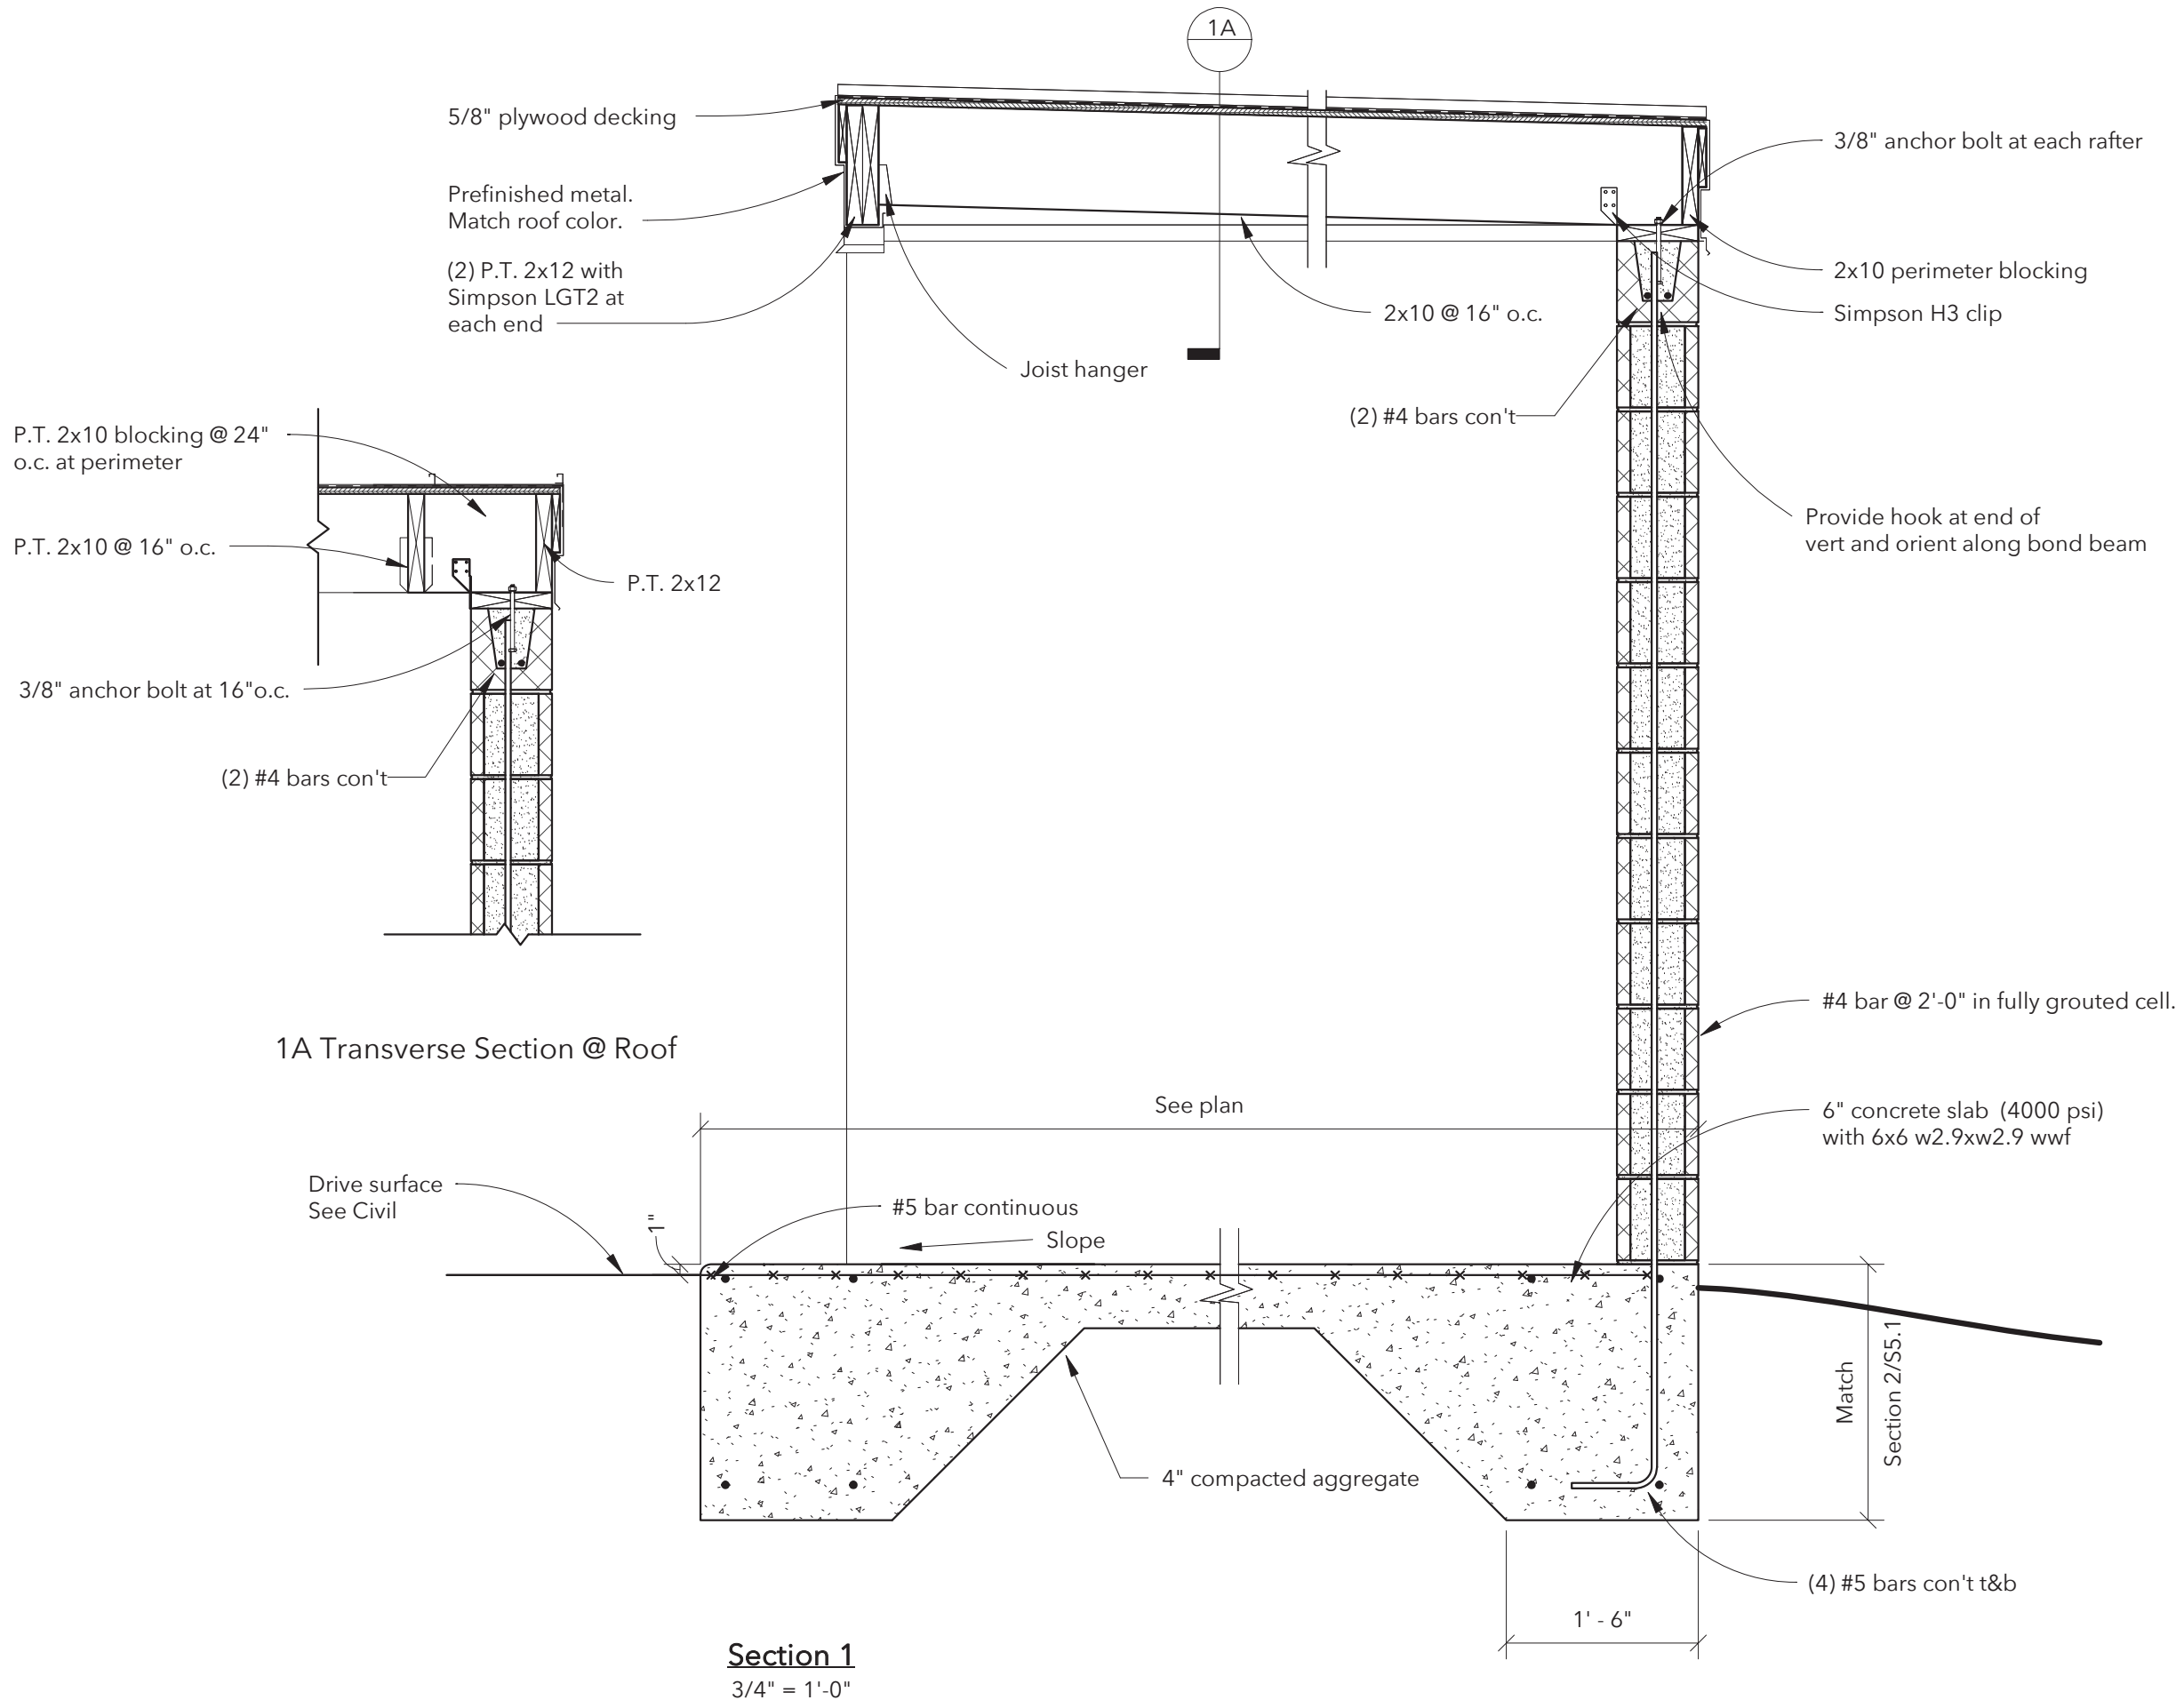 1A
5/8" plywood decking
Prefinished metal.
Match roof color.
(2) P.T. 2x12 with
Simpson LGT2 at
each end
Joist hanger
2x10 @ 16" o.c.
(2) #4 bars con't
3/8" anchor bolt at each rafter
2x10 perimeter blocking
Simpson H3 clip
Provide hook at end of
vert and orient along bond beam
P.T. 2x10 blocking @ 24"
o.c. at perimeter
P.T. 2x10 @ 16" o.c.
P.T. 2x12
3/8" anchor bolt at 16"o.c.
(2) #4 bars con't
1A Transverse Section @ Roof
#4 bar @ 2'-0" in fully grouted cell.
See plan
6" concrete slab (4000 psi)
with 6x6 w2.9xw2.9 wwf
Drive surface
See Civil
1"
#5 bar continuous
Slope
4" compacted aggregate
Match
Section 2/S5.1
(4) #5 bars con't t&b
1' - 6"
Section 1
3/4" = 1'-0"